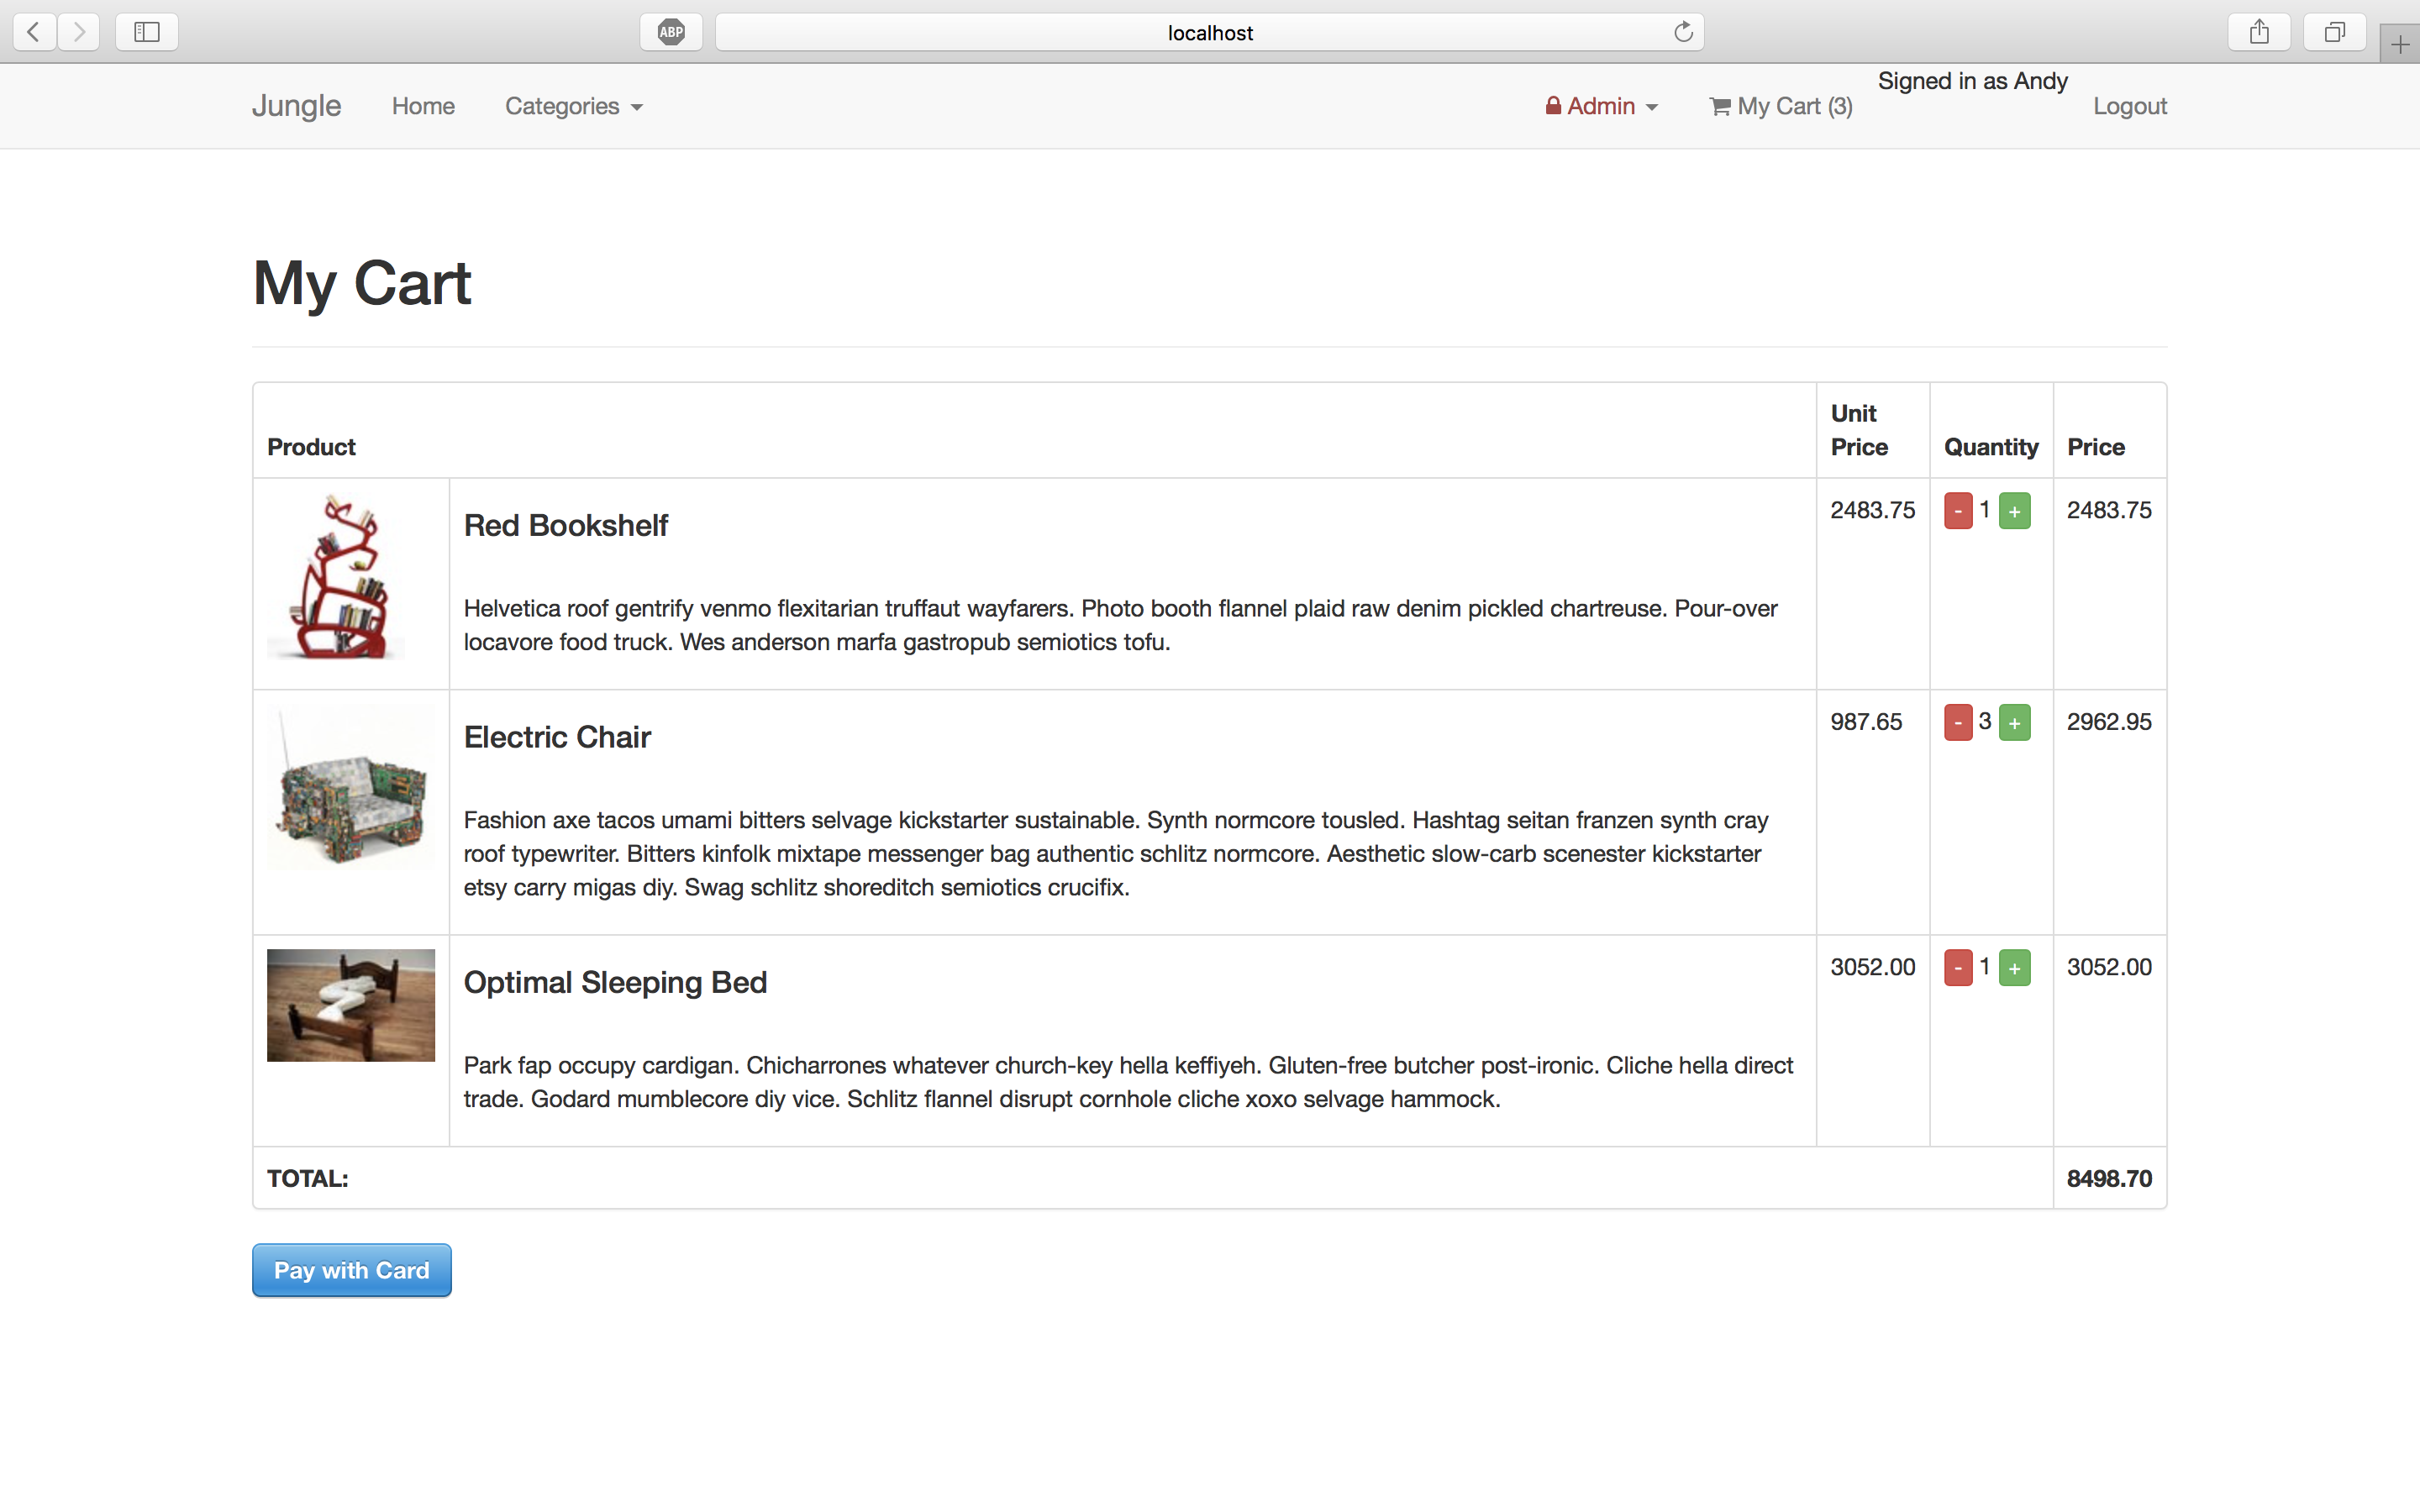 ABP
localhost
Jungle Home Categories Admin My Cart (3) Signed in as Andy Logout
My Cart
Product Unit Price Quantity Price
Red Bookshelf 2483.75 - 1 + 2483.75
Helvetica roof gentrify venmo flexitarian truffaut wayfarers. Photo booth flannel plaid raw denim pickled chartreuse. Pour-over
locavore food truck. Wes anderson marfa gastropub semiotics tofu.
Electric Chair 987.65 - 3 + 2962.95
Fashion axe tacos umami bitters selvage kickstarter sustainable. Synth normcore tousled. Hashtag seitan franzen synth cray
roof typewriter. Bitters kinfolk mixtape messenger bag authentic schlitz normcore. Aesthetic slow-carb scenester kickstarter
etsy carry migas diy. Swag schlitz shoreditch semiotics crucifix.
Optimal Sleeping Bed 3052.00 - 1 + 3052.00
Park fap occupy cardigan. Chicharrones whatever church-key hella keffiyeh. Gluten-free butcher post-ironic. Cliche hella direct
trade. Godard mumblecore diy vice. Schlitz flannel disrupt cornhole cliche xoxo selvage hammock.
TOTAL: 8498.70
Pay with Card